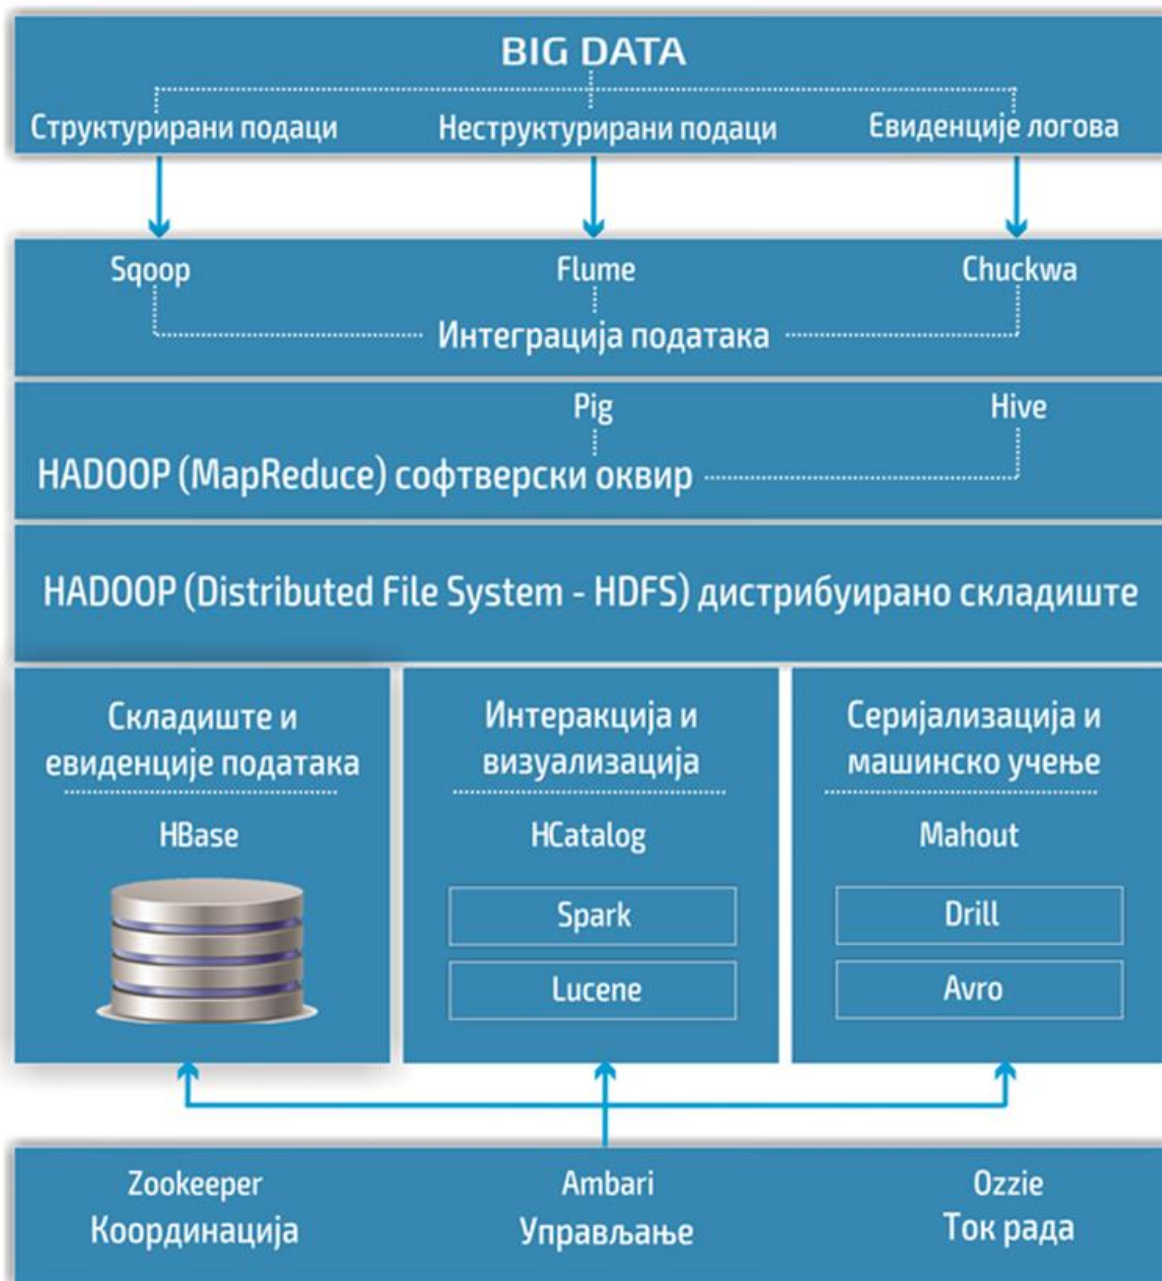 BIG DATA
Структурирани подаци
Неструктурирани подаци
Евиденције логова
Sqoop
Flume
Chuckwa
Интеграција података
Pig
Hive
HADOOP (MapReduce) софтверски оквир
HADOOP (Distributed File System - HDFS) дистрибуирано складиште
Складиште и
евиденције података
HBase
Интеракција и
визуализација
HCatalog
Spark
Lucene
Серијализација и
машинско учење
Mahout
Drill
Avro
Zookeeper
Координација
Ambari
Управљање
Ozzie
Ток рада